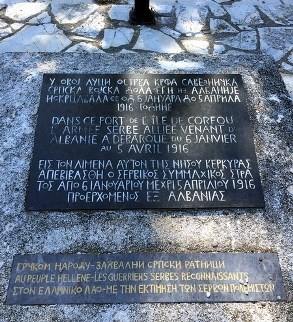 У ОВОЈ ЛУЦИ ОСТРВА КРФА САВЕЗНИЧКА
СРПСКА ВОЈСКА ДОЛАЗЕЋИ ИЗ АЛБАНИЈЕ
ИСКРЦАВАЛА СЕ ОД 6 ЈАНУАРА ДО 5 АПРИЛА
1916 ГОДИНЕ
DANS CE PORT DE L'ÎLE DE CORFOU
L'ARMÉE SERBE ALLIÉE VENANT D'
ALBANIE A DEBARQUÉ DU 6 JANVIER
AU 5 AVRIL 1916
ΕΙΣ ΤΟΝ ΛΙΜΕΝΑ ΑΥΤΟΝ ΤΗΣ ΝΗΣΟΥ ΚΕΡΚΥΡΑΣ
ΑΠΕΒΙΒΑΣΘΗ Ο ΣΕΡΒΙΚΟΣ ΣΥΜΜΑΧΙΚΟΣ ΣΤΡΑ
ΤΟΣ ΑΠΟ 6 ΙΑΝΟΥΑΡΙΟΥ ΜΕΧΡΙ 5 ΑΠΡΙΛΙΟΥ 1916
ΠΡΟΕΡΧΟΜΕΝΟΣ ΕΞ ΑΛΒΑΝΙΑΣ
ГРЧКОМ НАРОДУ-ЗАХВАЛНИ СРПСКИ РАТНИЦИ
AU PEUPLE HELLENE-LES GUERRIERS SERBES RECONNAISSANTS
ΣΤΟΝ ΕΛΛΗΝΙΚΟ ΛΑΟ-ΜΕ ΤΗΝ ΕΚΤΙΜΗΣΗ ΤΩΝ ΣΕΡΒΩΝ ΠΟΛΕΜΙΣΤΩΝ